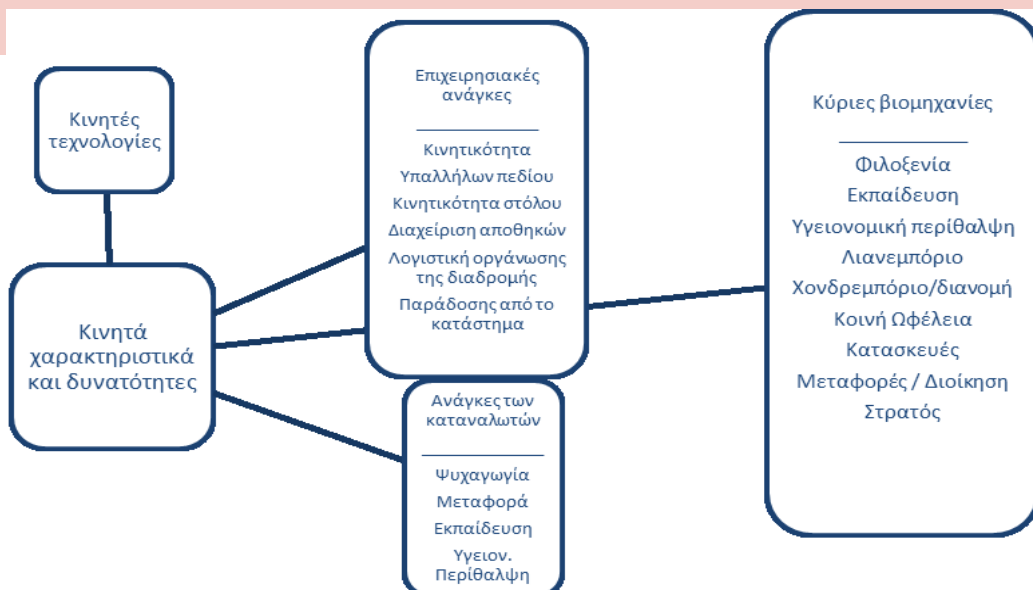 Κινητές
τεχνολογίες
Κινητά
χαρακτηριστικά
και δυνατότητες
Επιχειρησιακές
ανάγκες
Κινητικότητα
Υπαλλήλων πεδίου
Κινητικότητα στόλου
Διαχείριση αποθηκών
Λογιστική οργάνωσης
της διαδρομής
Παράδοσης από το
κατάστημα
Ανάγκες των
καταναλωτών
Ψυχαγωγία
Μεταφορά
Εκπαίδευση
Υγειον.
Περίθαλψη
Κύριες βιομηχανίες
Φιλοξενία
Εκπαίδευση
Υγειονομική περίθαλψη
Λιανεμπόριο
Χονδρεμπόριο/διανομή
Κοινή Ωφέλεια
Κατασκευές
Μεταφορές / Διοίκηση
Στρατός